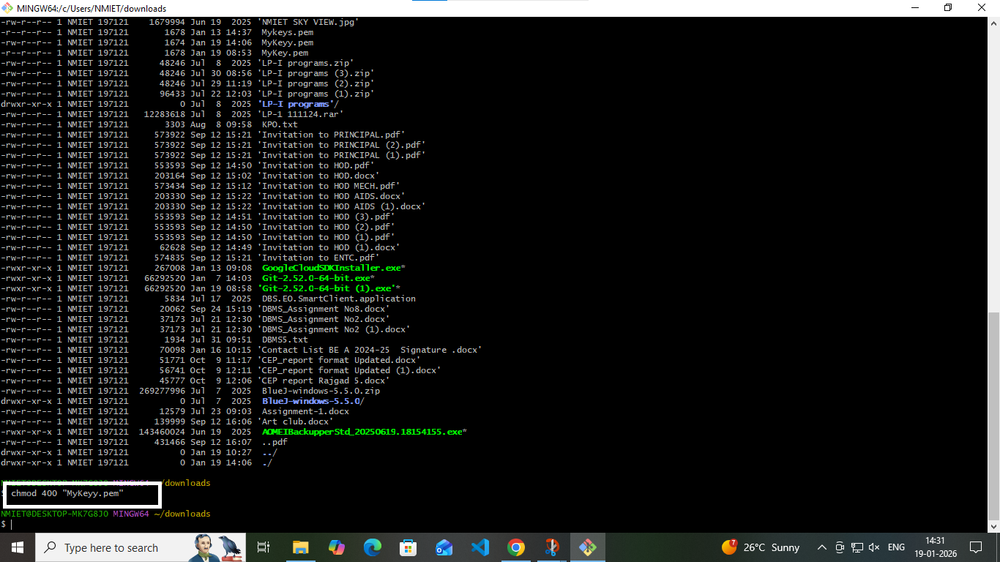 MINGW64:/c/Users/NMIET/downloads
-rw-r--r-- 1 NMIET 197121 1679994 Jun 19 2025 'NMIET SKY VIEW.jpg'
-r--r--r-- 1 NMIET 197121 1678 Jan 13 14:37 Mykeys.pem
-rw-r--r-- 1 NMIET 197121 1674 Jan 19 14:06 MyKeyy.pem
-r--r--r-- 1 NMIET 197121 1678 Jan 19 08:53 MyKey.pem
-rw-r--r-- 1 NMIET 197121 48246 Jul 8 2025 'LP-I programs.zip'
-rw-r--r-- 1 NMIET 197121 48246 Jul 30 08:56 'LP-I programs (3).zip'
-rw-r--r-- 1 NMIET 197121 48246 Jul 29 11:19 'LP-I programs (2).zip'
-rw-r--r-- 1 NMIET 197121 96433 Jul 22 12:03 'LP-I programs (1).zip'
drwxr-xr-x 1 NMIET 197121 0 Jul 8 2025 'LP-I programs'/
-rw-r--r-- 1 NMIET 197121 12283618 Jul 8 2025 'LP-1 111124.rar'
-rw-r--r-- 1 NMIET 197121 3303 Aug 8 09:58 KPO.txt
-rw-r--r-- 1 NMIET 197121 573922 Sep 12 15:21 'Invitation to PRINCIPAL.pdf'
-rw-r--r-- 1 NMIET 197121 573922 Sep 12 15:21 'Invitation to PRINCIPAL (2).pdf'
-rw-r--r-- 1 NMIET 197121 573922 Sep 12 15:21 'Invitation to PRINCIPAL (1).pdf'
-rw-r--r-- 1 NMIET 197121 553593 Sep 12 14:50 'Invitation to HOD.pdf'
-rw-r--r-- 1 NMIET 197121 203164 Sep 12 15:02 'Invitation to HOD.docx'
-rw-r--r-- 1 NMIET 197121 573434 Sep 12 15:12 'Invitation to HOD MECH.pdf'
-rw-r--r-- 1 NMIET 197121 203330 Sep 12 15:22 'Invitation to HOD AIDS.docx'
-rw-r--r-- 1 NMIET 197121 203330 Sep 12 15:22 'Invitation to HOD AIDS (1).docx'
-rw-r--r-- 1 NMIET 197121 553593 Sep 12 14:51 'Invitation to HOD (3).pdf'
-rw-r--r-- 1 NMIET 197121 553593 Sep 12 14:50 'Invitation to HOD (2).pdf'
-rw-r--r-- 1 NMIET 197121 553593 Sep 12 14:50 'Invitation to HOD (1).pdf'
-rw-r--r-- 1 NMIET 197121 62628 Sep 12 14:49 'Invitation to HOD (1).docx'
-rw-r--r-- 1 NMIET 197121 574835 Sep 12 15:21 'Invitation to ENTC.pdf'
-rwxr-xr-x 1 NMIET 197121 267008 Jan 13 09:08 GoogleCloudSDKInstaller.exe*
-rwxr-xr-x 1 NMIET 197121 66292520 Jan 7 14:03 Git-2.52.0-64-bit.exe*
-rwxr-xr-x 1 NMIET 197121 66292520 Jan 19 08:58 'Git-2.52.0-64-bit (1).exe'*
-rw-r--r-- 1 NMIET 197121 5834 Jul 17 2025 DBS.EO.SmartClient.application
-rw-r--r-- 1 NMIET 197121 20062 Sep 24 15:19 'DBMS_Assignment No8.docx'
-rw-r--r-- 1 NMIET 197121 37173 Jul 21 12:30 'DBMS_Assignment No2.docx'
-rw-r--r-- 1 NMIET 197121 37173 Jul 21 12:30 'DBMS_Assignment No2 (1).docx'
-rw-r--r-- 1 NMIET 197121 1934 Jul 31 09:51 DBMS5.txt
-rw-r--r-- 1 NMIET 197121 70098 Jan 16 10:15 'Contact List BE A 2024-25  Signature .docx'
-rw-r--r-- 1 NMIET 197121 51771 Oct 9 11:17 'CEP_report format Updated.docx'
-rw-r--r-- 1 NMIET 197121 56741 Oct 9 12:11 'CEP_report format Updated (1).docx'
-rw-r--r-- 1 NMIET 197121 45777 Oct 9 12:06 'CEP report Rajgad 5.docx'
-rw-r--r-- 1 NMIET 197121 269277996 Jul 7 2025 BlueJ-windows-5.5.0.zip
drwxr-xr-x 1 NMIET 197121 0 Jul 7 2025 BlueJ-windows-5.5.0/
-rw-r--r-- 1 NMIET 197121 12579 Jul 23 09:03 Assignment-1.docx
-rw-r--r-- 1 NMIET 197121 139999 Sep 12 16:06 'Art club.docx'
-rwxr-xr-x 1 NMIET 197121 143460024 Jun 19 2025 AOMEIBackupperStd_20250619.18154155.exe*
-rw-r--r-- 1 NMIET 197121 431466 Sep 12 16:07 ..pdf
drwxr-xr-x 1 NMIET 197121 0 Jan 19 10:27 ../
drwxr-xr-x 1 NMIET 197121 0 Jan 19 14:06 ./
NMIET@DESKTOP-MK7G8JO MINGW64 ~/downloads
$ chmod 400 "MyKeyy.pem"
NMIET@DESKTOP-MK7G8JO MINGW64 ~/downloads
$
Type here to search
7
26°C Sunny
ENG
14:31
19-01-2026